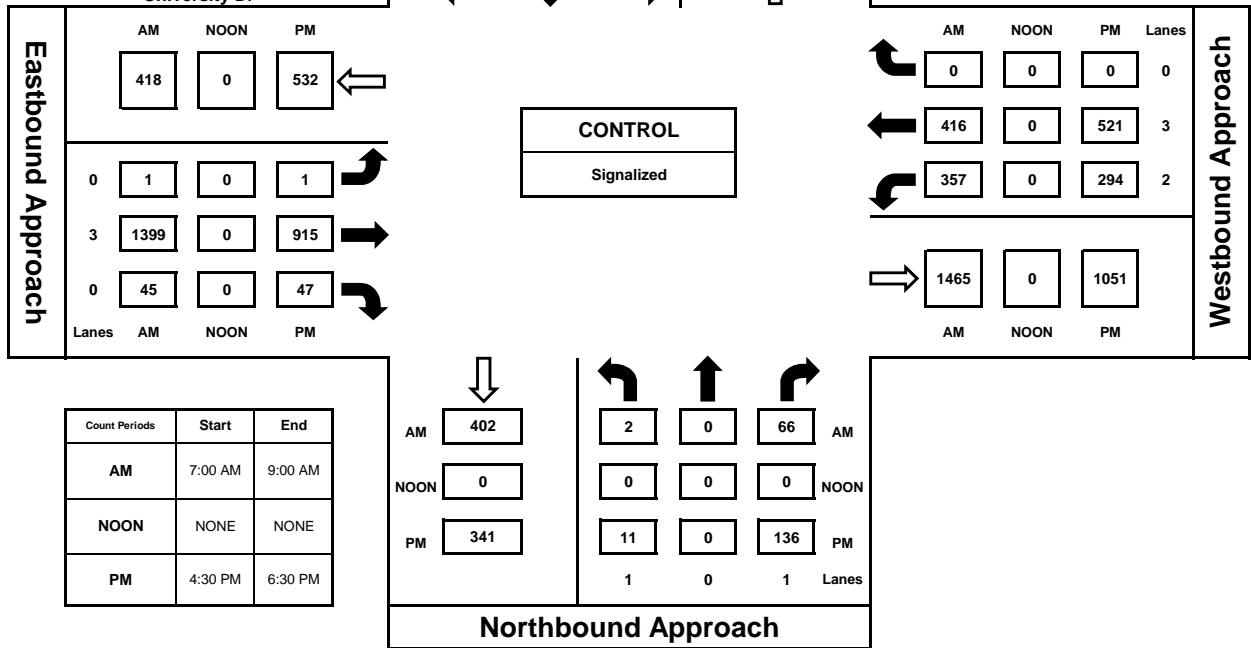 University Dr
AM NOON PM
418 0 532
0 1 0 1
3 1399 0 915
0 45 0 47
Lanes AM NOON PM
Eastbound Approach
CONTROL
Signalized
AM NOON PM Lanes
0 0 0 0
416 0 521 3
357 0 294 2
1465 0 1051
AM NOON PM
Westbound Approach
Count Periods Start End
AM 7:00 AM 9:00 AM
NOON NONE NONE
PM 4:30 PM 6:30 PM
AM 402 2 0 66 AM
NOON 0 0 0 0 NOON
PM 341 11 0 136 PM
1 0 1 Lanes
Northbound Approach